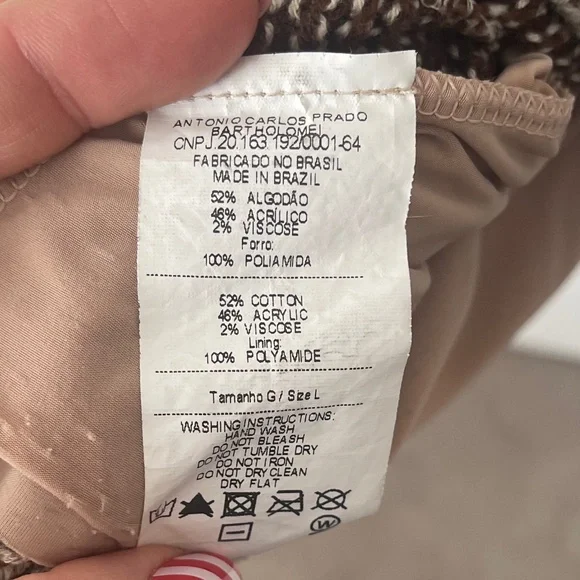 ANTONIO CARLOS PRADO
BARTHOLOMEI
CNPJ.20.163.192/0001-64
FABRICADO NO BRASIL
MADE IN BRAZIL
52% ALGODÃO
46% ACRÍLICO
2% VISCOSE
Forro:
100% POLIAMIDA
52% COTTON
46% ACRYLIC
2% VISCOSE
Lining:
100% POLYAMIDE
Tamanho G / Size L
WASHING INSTRUCTIONS:
HAND WASH
DO NOT BLEASH
DO NOT TUMBLE DRY
DO DO NOT IRON
DO NOT DRY CLEAN
DRY FLAT
W